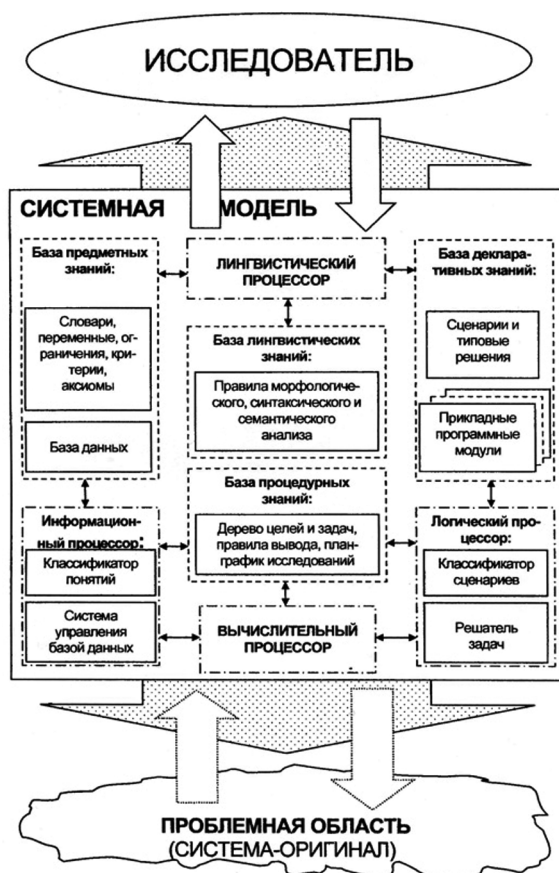 ИССЛЕДОВАТЕЛЬ
СИСТЕМНАЯ МОДЕЛЬ
База предметных
знаний:
Словари,
переменные, ог-
раничения, кри-
терии,
аксиомы
База данных
ЛИНГВИСТИЧЕСКИЙ
ПРОЦЕССОР
База лингвистических
знаний:
Правила морфологиче-
ского, синтаксического и
семантического
анализа
База деклара-
тивных знаний:
Сценарии и
типовые
решения
Прикладные
программные
модули
База процедурных
знаний:
Дерево целей и задач,
правила вывода, план-
график исследований
Информацион-
ный процессор:
Классификатор
понятий
Система
управления
базой данных
ВЫЧИСЛИТЕЛЬНЫЙ
ПРОЦЕССОР
Логический про-
цессор:
Классификатор
сценариев
Решатель
задач
ПРОБЛЕМНАЯ ОБЛАСТЬ
(СИСТЕМА-ОРИГИНАЛ)